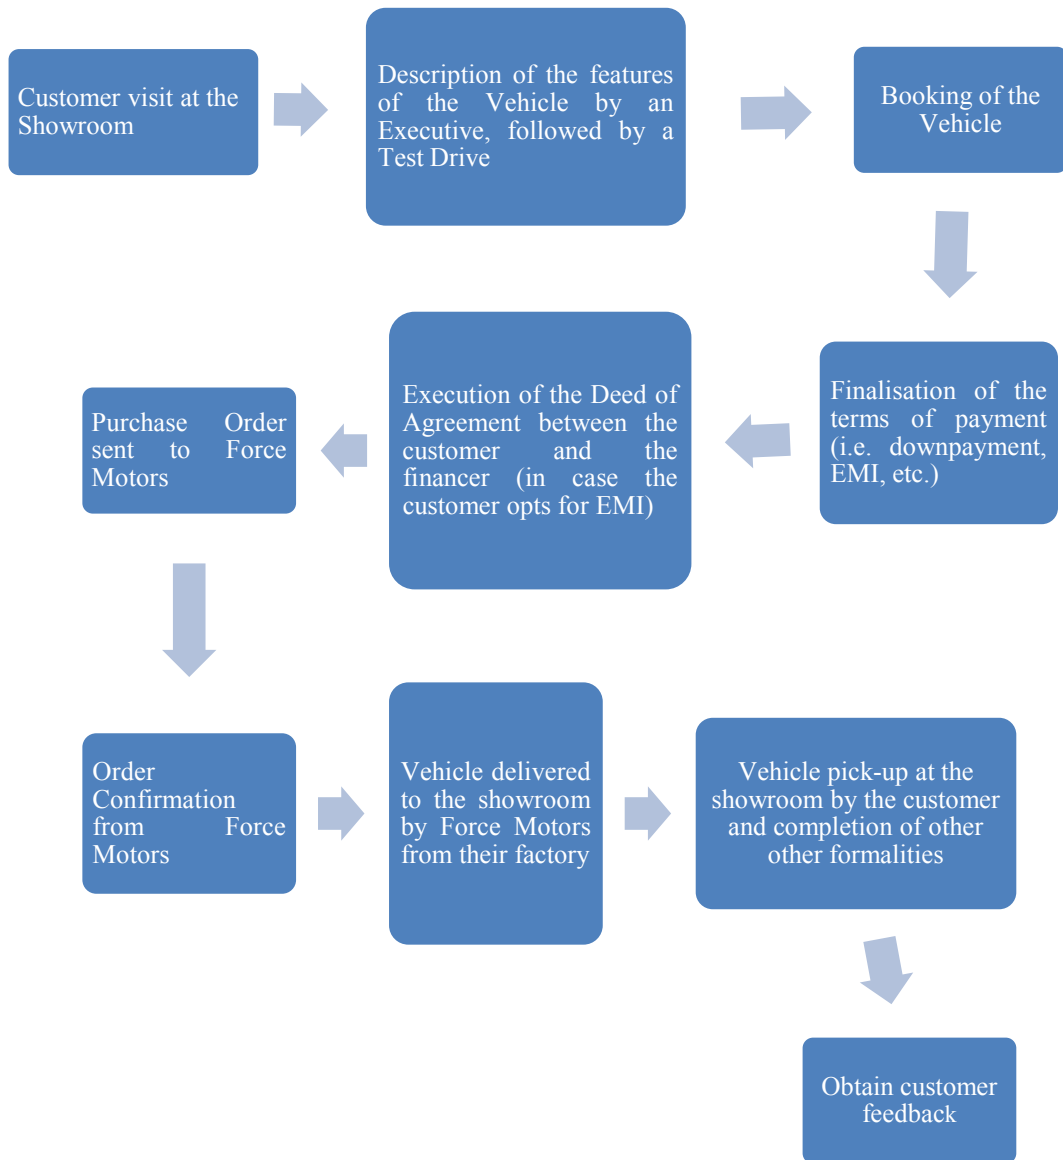 Customer visit at the
Showroom
Description of the features
of the Vehicle by an
Executive, followed by a
Test Drive
Booking of the
Vehicle
Finalisation of the
terms of payment
(i.e. downpayment,
EMI, etc.)
Execution of the Deed of
Agreement between the
customer and the
financer (in case the
customer opts for EMI)
Purchase Order
sent to Force
Motors
Order
Confirmation
from Force
Motors
Vehicle delivered
to the showroom
by Force Motors
from their factory
Vehicle pick-up at the
showroom by the customer
and completion of other
other formalities
Obtain customer
feedback